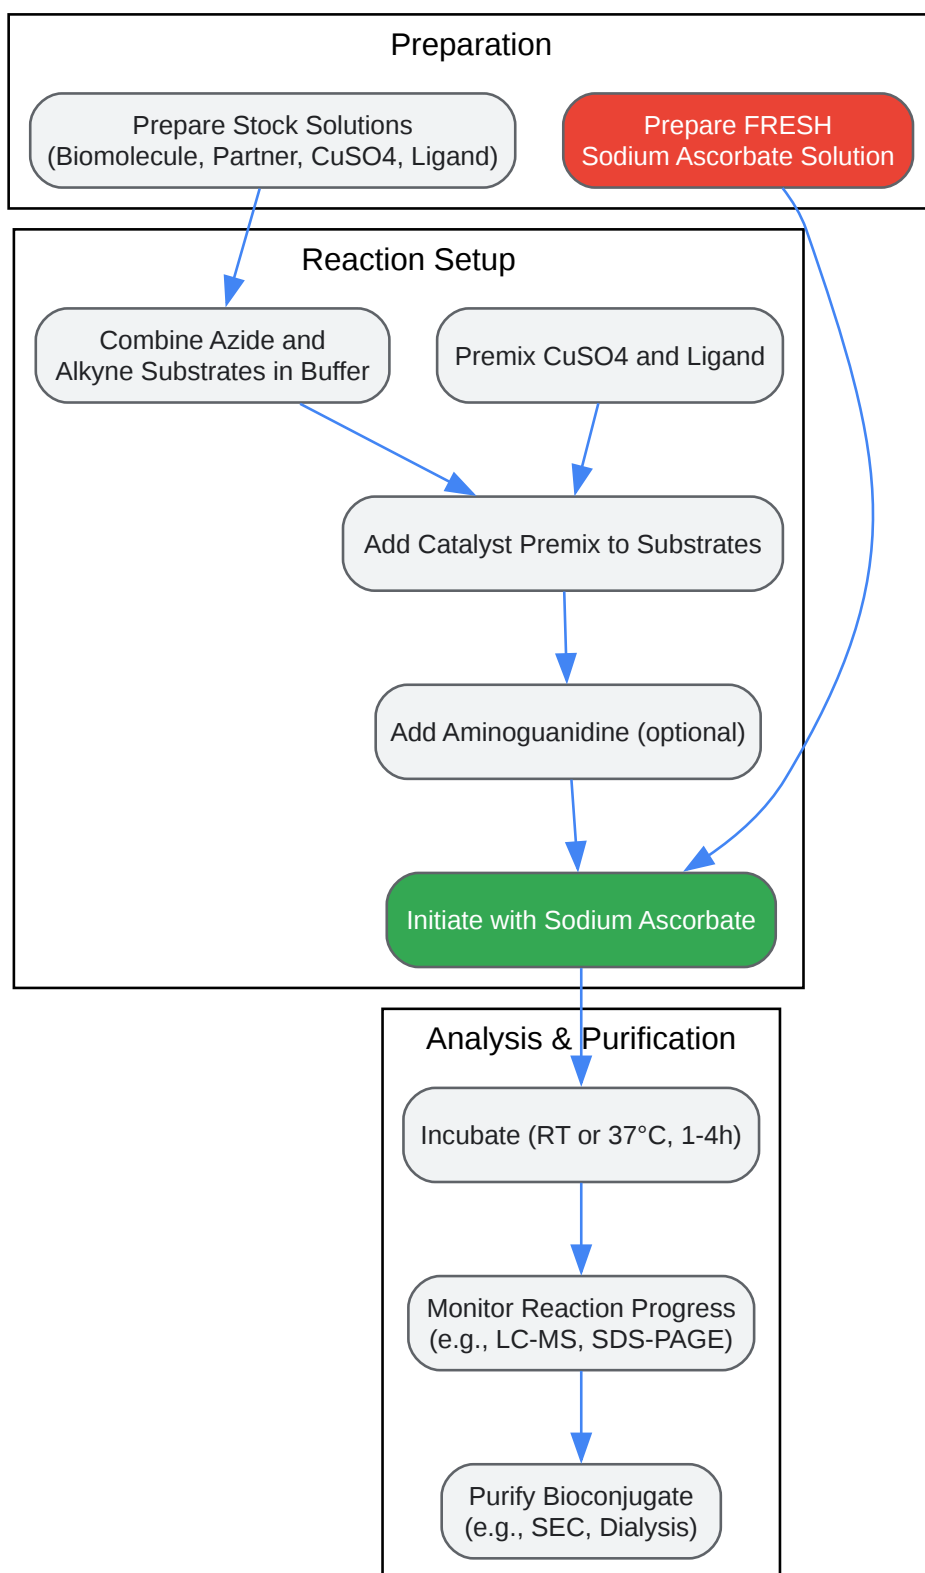 Preparation
Prepare Stock Solutions
(Biomolecule, Partner, CuSO4, Ligand)
Prepare FRESH
Sodium Ascorbate Solution
Reaction Setup
Combine Azide and
Alkyne Substrates in Buffer
Premix CuSO4 and Ligand
Add Catalyst Premix to Substrates
Add Aminoguanidine (optional)
Initiate with Sodium Ascorbate
Analysis & Purification
Incubate (RT or 37°C, 1-4h)
Monitor Reaction Progress
(e.g., LC-MS, SDS-PAGE)
Purify Bioconjugate
(e.g., SEC, Dialysis)